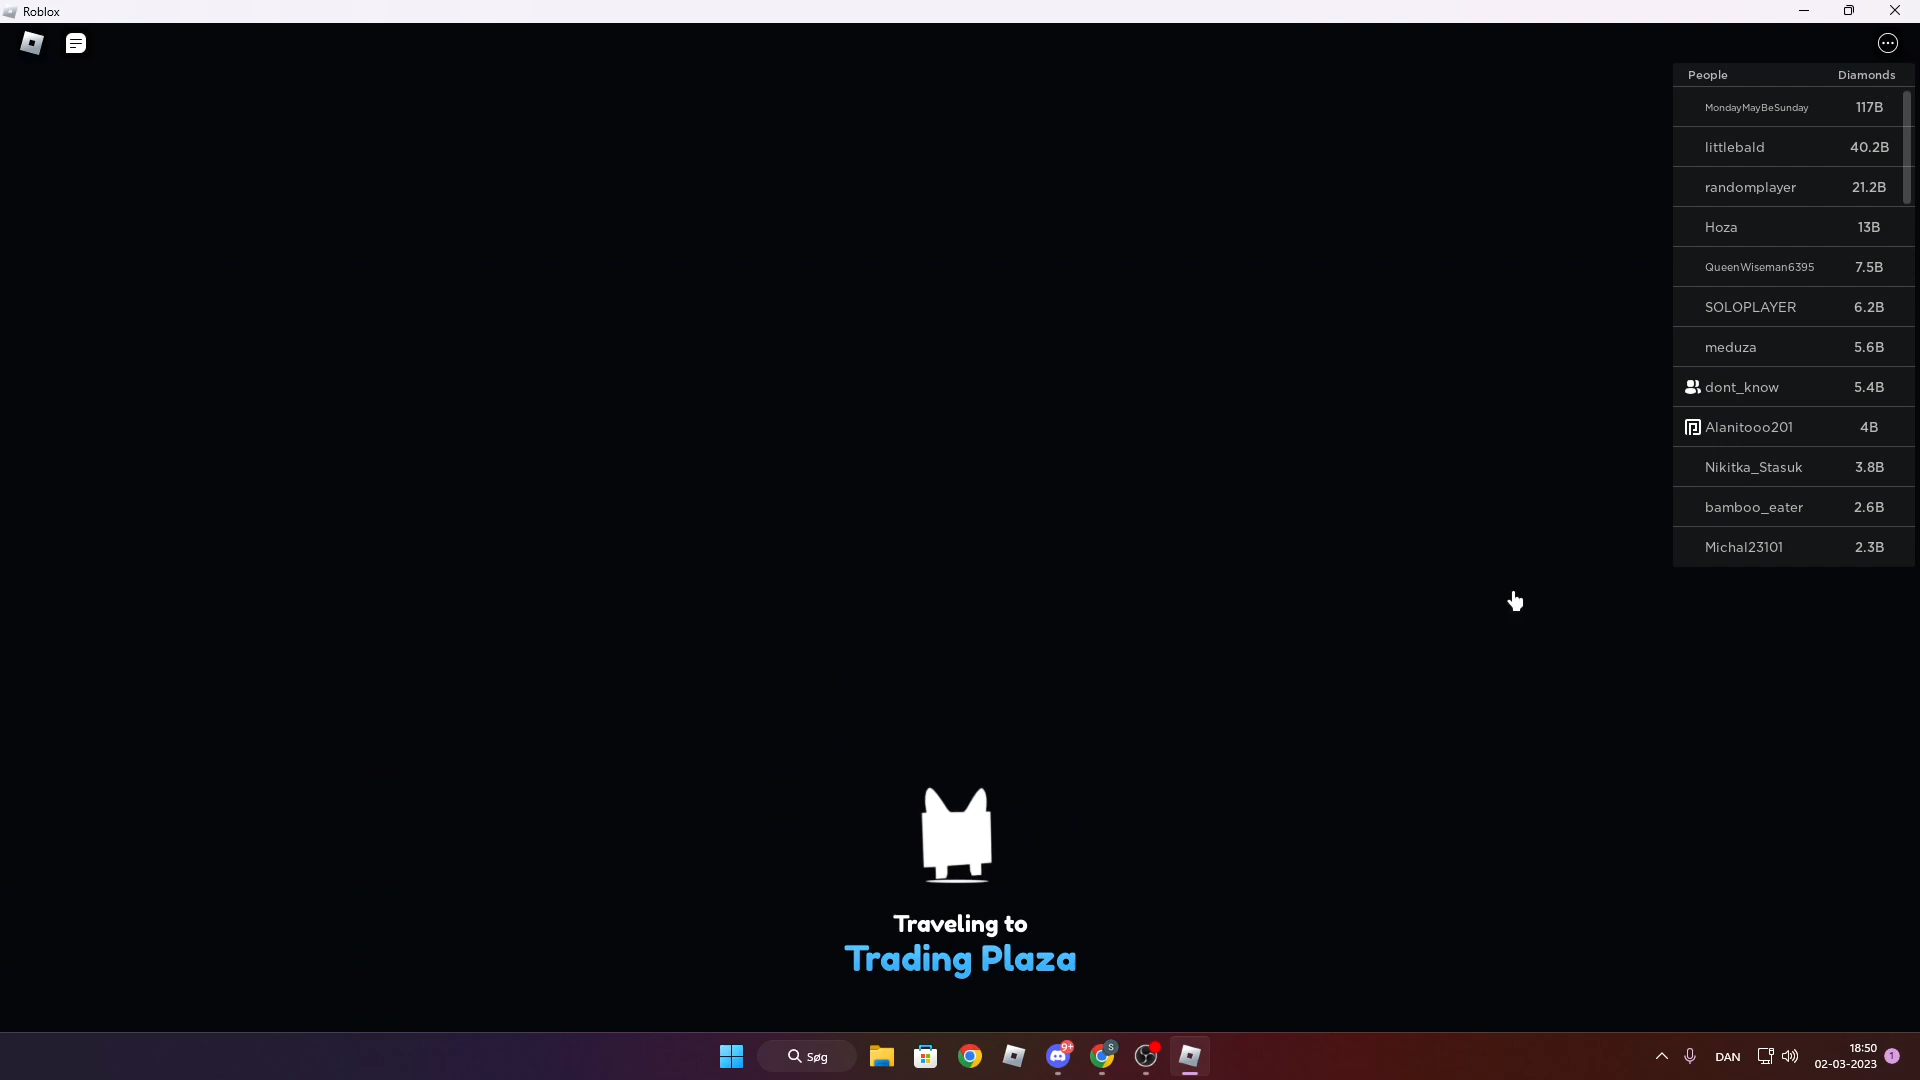 Roblox
People Diamonds
MondayMayBeSunday 117B
littlebald 40.2B
randomplayer 21.2B
Hoza 13B
QueenWiseman6395 7.5B
SOLOPLAYER 6.2B
meduza 5.6B
dont_know 5.4B
Alanitooo201 4B
Nikitka_Stasuk 3.8B
bamboo_eater 2.6B
Michal23101 2.3B
Traveling to
Trading Plaza
Søg
9+
S
DAN
18:50
02-03-2023
1